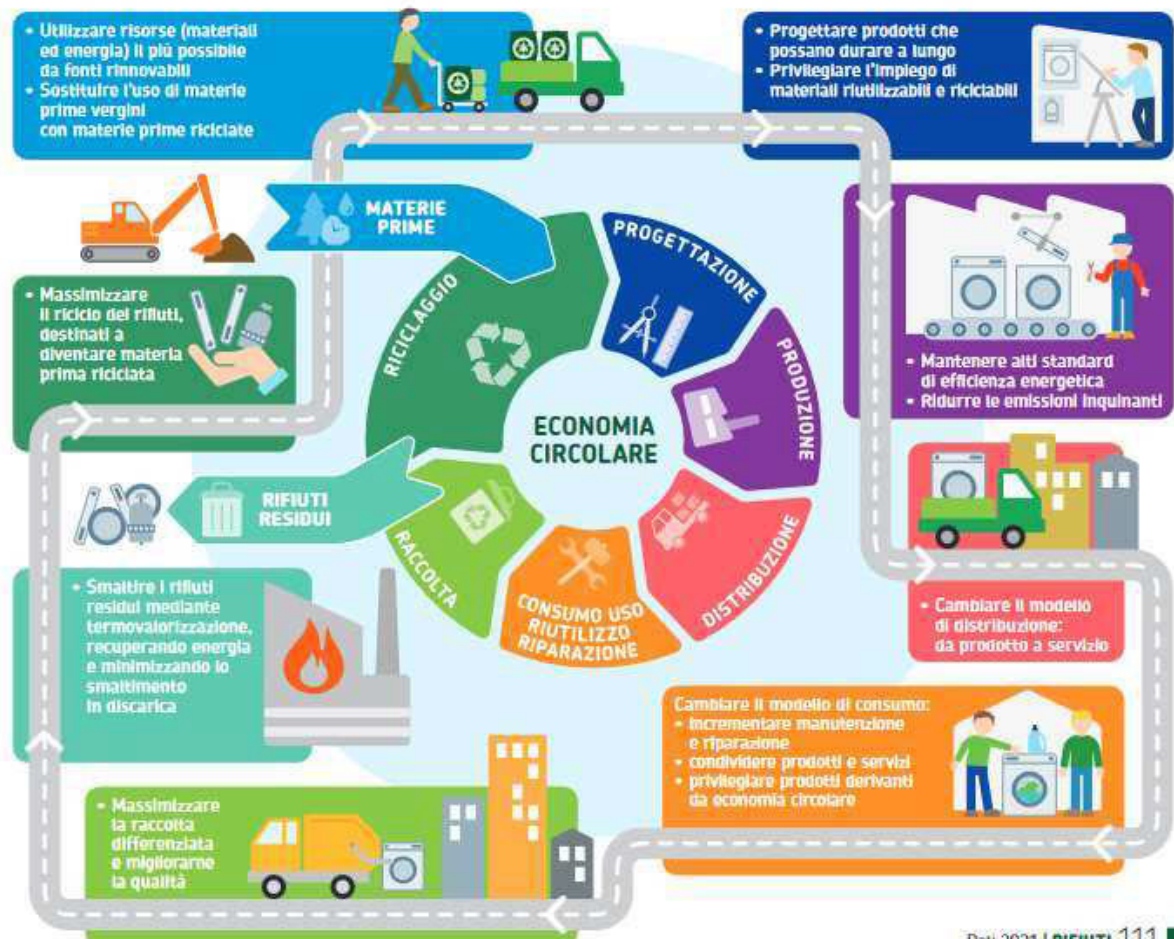 • Utilizzare risorse (materiali
ed energia) il più possibile
da fonti rinnovabili
• Sostituire l'uso di materie
prime vergini
con materie prime riciclate
• Progettare prodotti che
possano durare a lungo
• Privilegiare l'impiego di
materiali riutilizzabili e riciclabili
MATERIE
PRIME
PROGETTAZIONE
RICICLAGGIO
• Massimizzare
il riciclo dei rifiuti,
destinati a
diventare materia
prima riciclata
PRODUZIONE
• Mantenere alti standard
di efficienza energetica
• Ridurre le emissioni inquinanti
ECONOMIA
CIRCOLARE
RIFIUTI
RESIDUI
RACCOLTA
CONSUMO USO
RIUTILIZZO
RIPARAZIONE
DISTRIBUZIONE
• Smaltire i rifiuti
residui mediante
termovalorizzazione,
recuperando energia
e minimizzando lo
smaltimento
in discarica
• Cambiare il modello
di distribuzione:
da prodotto a servizio
Cambiare il modello di consumo:
• incrementare manutenzione
e riparazione
• condividere prodotti e servizi
• privilegiare prodotti derivanti
da economia circolare
• Massimizzare
la raccolta
differenziata
e migliorarne
la qualità
Dati 2021 | RIFIUTI 111